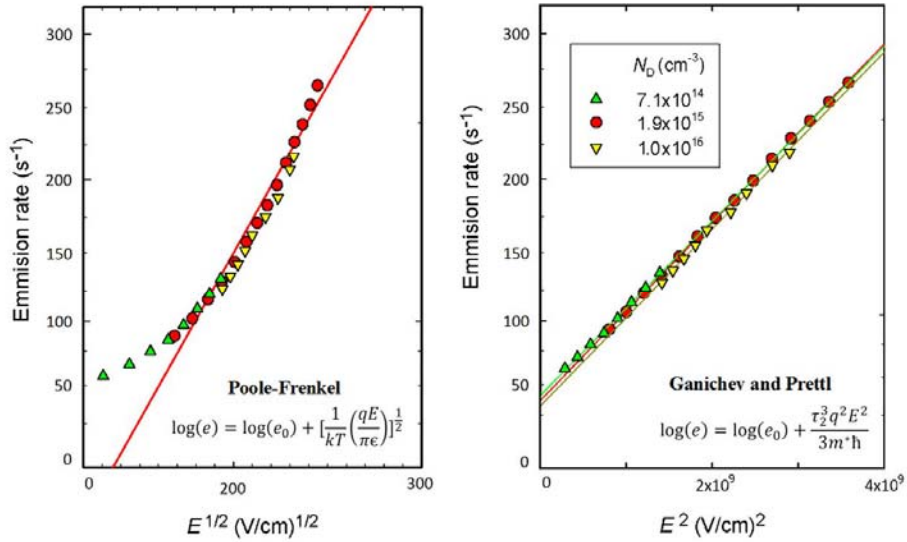 300
250
200
150
100
50
0
Emmision rate (s⁻¹)
Poole-Frenkel
log(e) = log(e₀) + [1/kT (qE/πϵ)]^½
0
200
300
E^1/2 (V/cm)^1/2
300
250
200
150
100
50
0
Emmision rate (s⁻¹)
N_D (cm⁻³)
7.1x10¹⁴
1.9x10¹⁵
1.0x10¹⁶
Ganichev and Prettl
log(e) = log(e₀) + τ₂³q²E²/3m*ħ
0
2x10⁹
4x10⁹
E² (V/cm)²